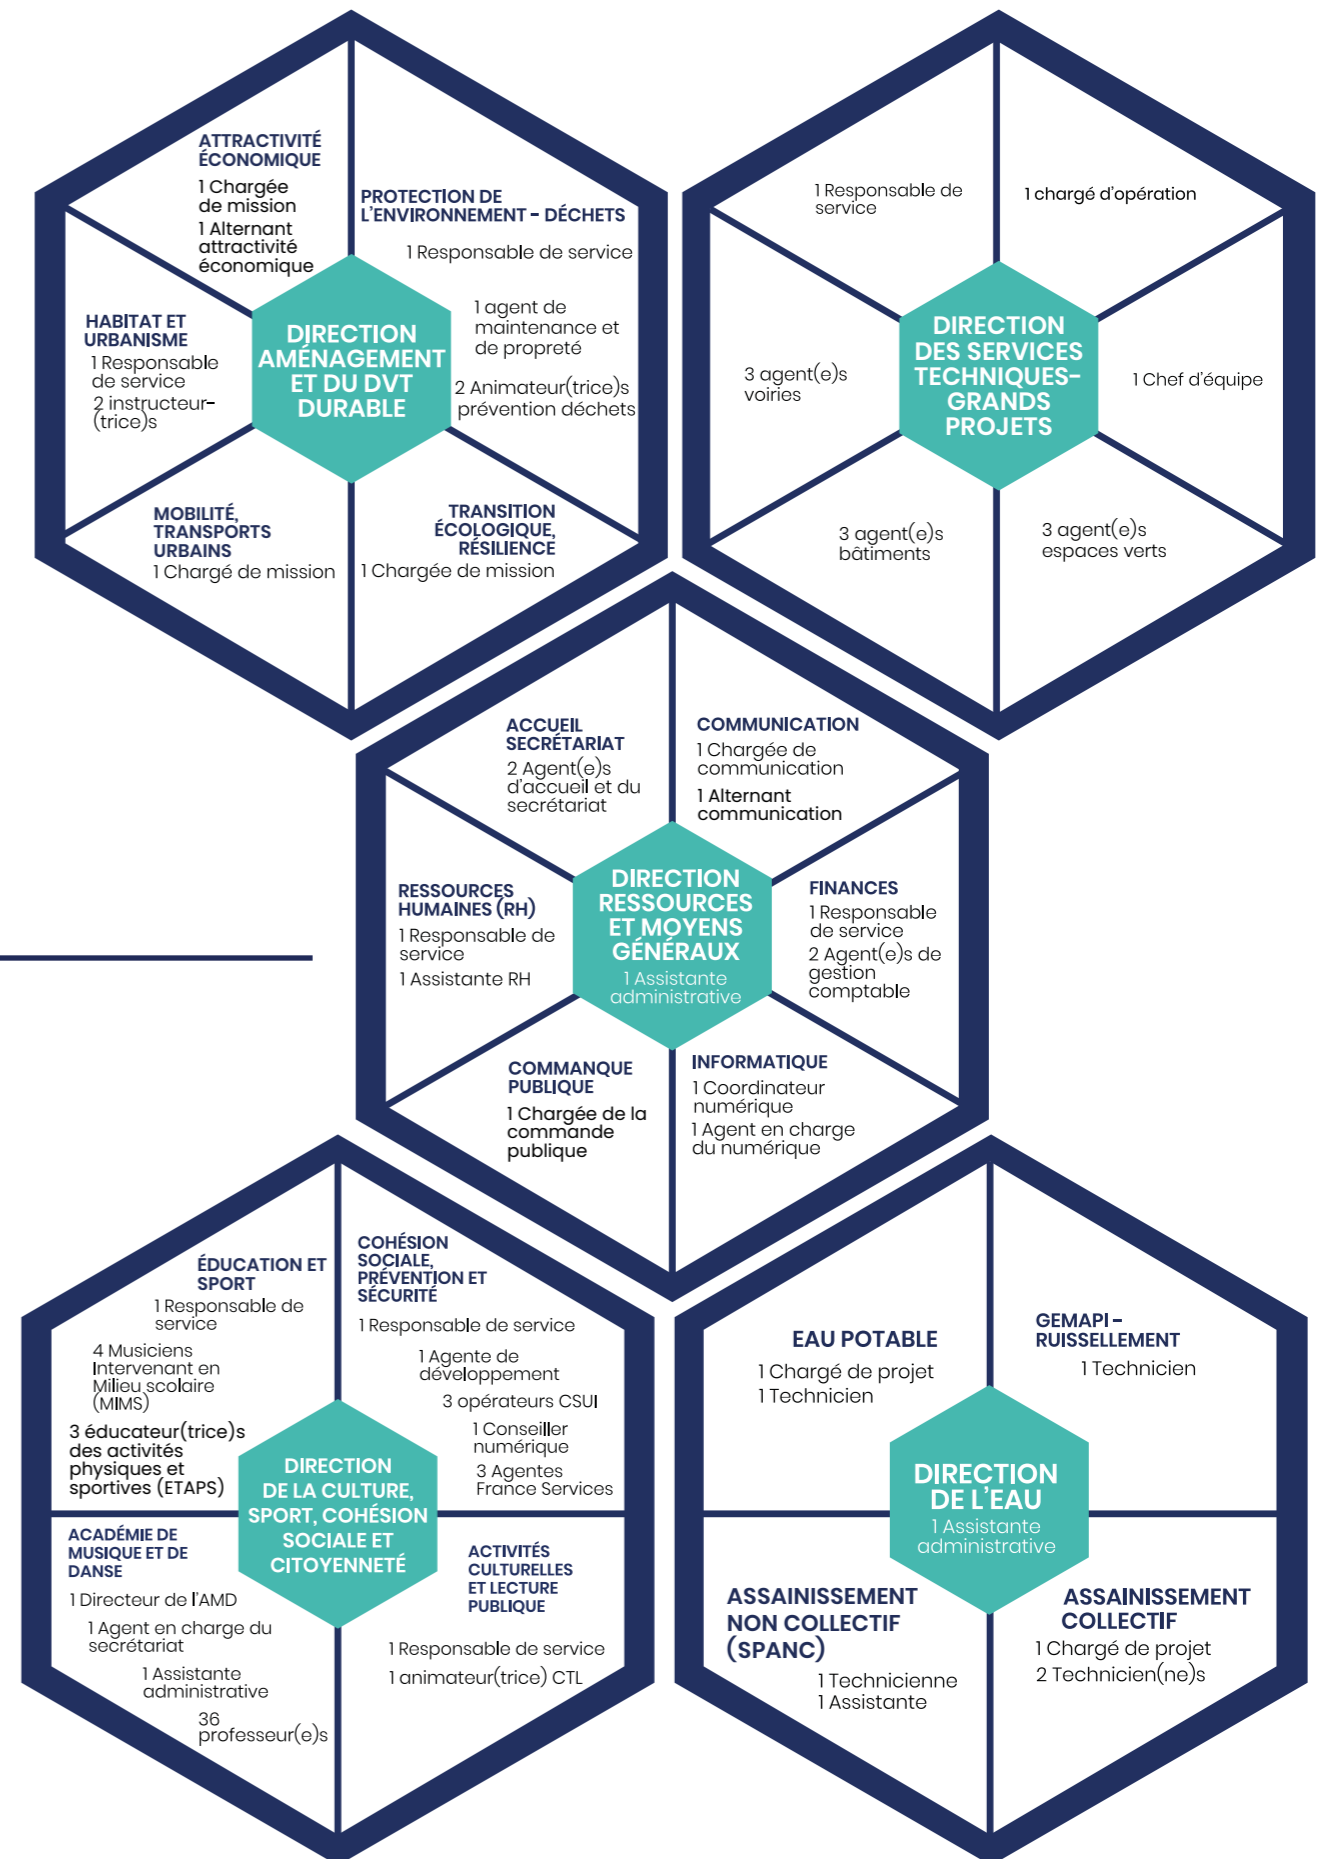 ATTRACTIVITÉ
ÉCONOMIQUE
1 Chargée
de mission
1 Alternant
attractivité
économique
PROTECTION DE
L'ENVIRONNEMENT - DÉCHETS
1 Responsable de service
1 agent de
maintenance et
de propreté
2 Animateur(trice)s
prévention déchets
HABITAT ET
URBANISME
1 Responsable
de service
2 instructeur-
(trice)s
DIRECTION
AMÉNAGEMENT
ET DU DVT
DURABLE
MOBILITÉ,
TRANSPORTS
URBAINS
1 Chargé de mission
TRANSITION
ÉCOLOGIQUE,
RÉSILIENCE
1 Chargée de mission
1 Responsable de
service
1 chargé d'opération
3 agent(e)s
voiries
DIRECTION
DES SERVICES
TECHNIQUES-
GRANDS
PROJETS
1 Chef d'équipe
3 agent(e)s
bâtiments
3 agent(e)s
espaces verts
ACCUEIL
SECRÉTARIAT
2 Agent(e)s
d'accueil et du
secrétariat
COMMUNICATION
1 Chargée de
communication
1 Alternant
communication
RESSOURCES
HUMAINES (RH)
1 Responsable de
service
1 Assistante RH
DIRECTION
RESSOURCES
ET MOYENS
GÉNÉRAUX
1 Assistante
administrative
FINANCES
1 Responsable
de service
2 Agent(e)s de
gestion
comptable
COMMANQUE
PUBLIQUE
1 Chargée de la
commande
publique
INFORMATIQUE
1 Coordinateur
numérique
1 Agent en charge
du numérique
ÉDUCATION ET
SPORT
1 Responsable de
service
4 Musiciens
Intervenant en
Milieu scolaire
(MIMS)
3 éducateur(trice)s
des activités
physiques et
sportives (ETAPS)
COHÉSION
SOCIALE,
PRÉVENTION ET
SÉCURITÉ
1 Responsable de service
1 Agente de
développement
3 opérateurs CSUI
1 Conseiller
numérique
3 Agentes
France Services
DIRECTION
DE LA CULTURE,
SPORT, COHÉSION
SOCIALE ET
CITOYENNETÉ
ACADÉMIE DE
MUSIQUE ET DE
DANSE
1 Directeur de l'AMD
1 Agent en charge du
secrétariat
1 Assistante
administrative
36
professeur(e)s
ACTIVITÉS
CULTURELLES
ET LECTURE
PUBLIQUE
1 Responsable de service
1 animateur(trice) CTL
EAU POTABLE
1 Chargé de projet
1 Technicien
GEMAPI -
RUISSELLEMENT
1 Technicien
DIRECTION
DE L'EAU
1 Assistante
administrative
ASSAINISSEMENT
NON COLLECTIF
(SPANC)
1 Technicienne
1 Assistante
ASSAINISSEMENT
COLLECTIF
1 Chargé de projet
2 Technicien(ne)s